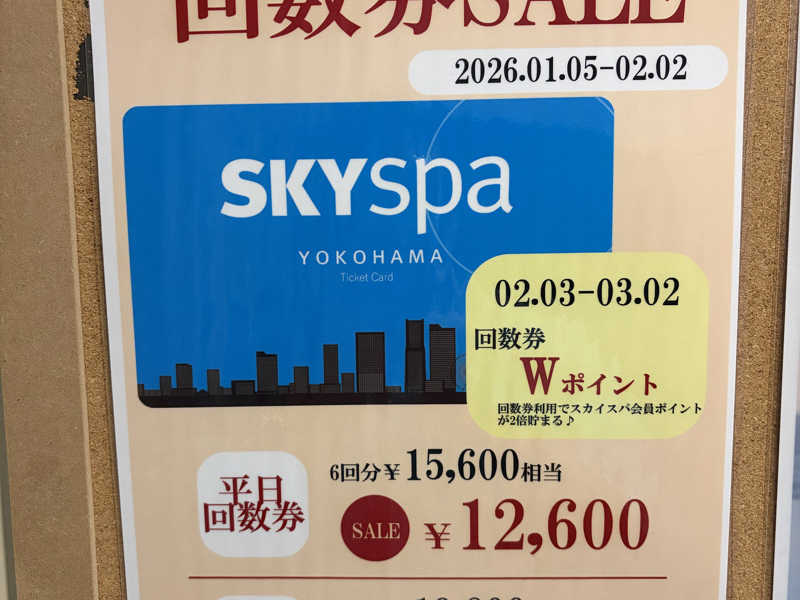 回数券SALE
2026.01.05-02.02
SKYspa
YOKOHAMA
Ticket Card
02.03-03.02
回数券
Wポイント
回数券利用でスカイスパ会員ポイント
が2倍貯まる♪
平日
回数券
6回分¥15,600相当
SALE ¥12,600